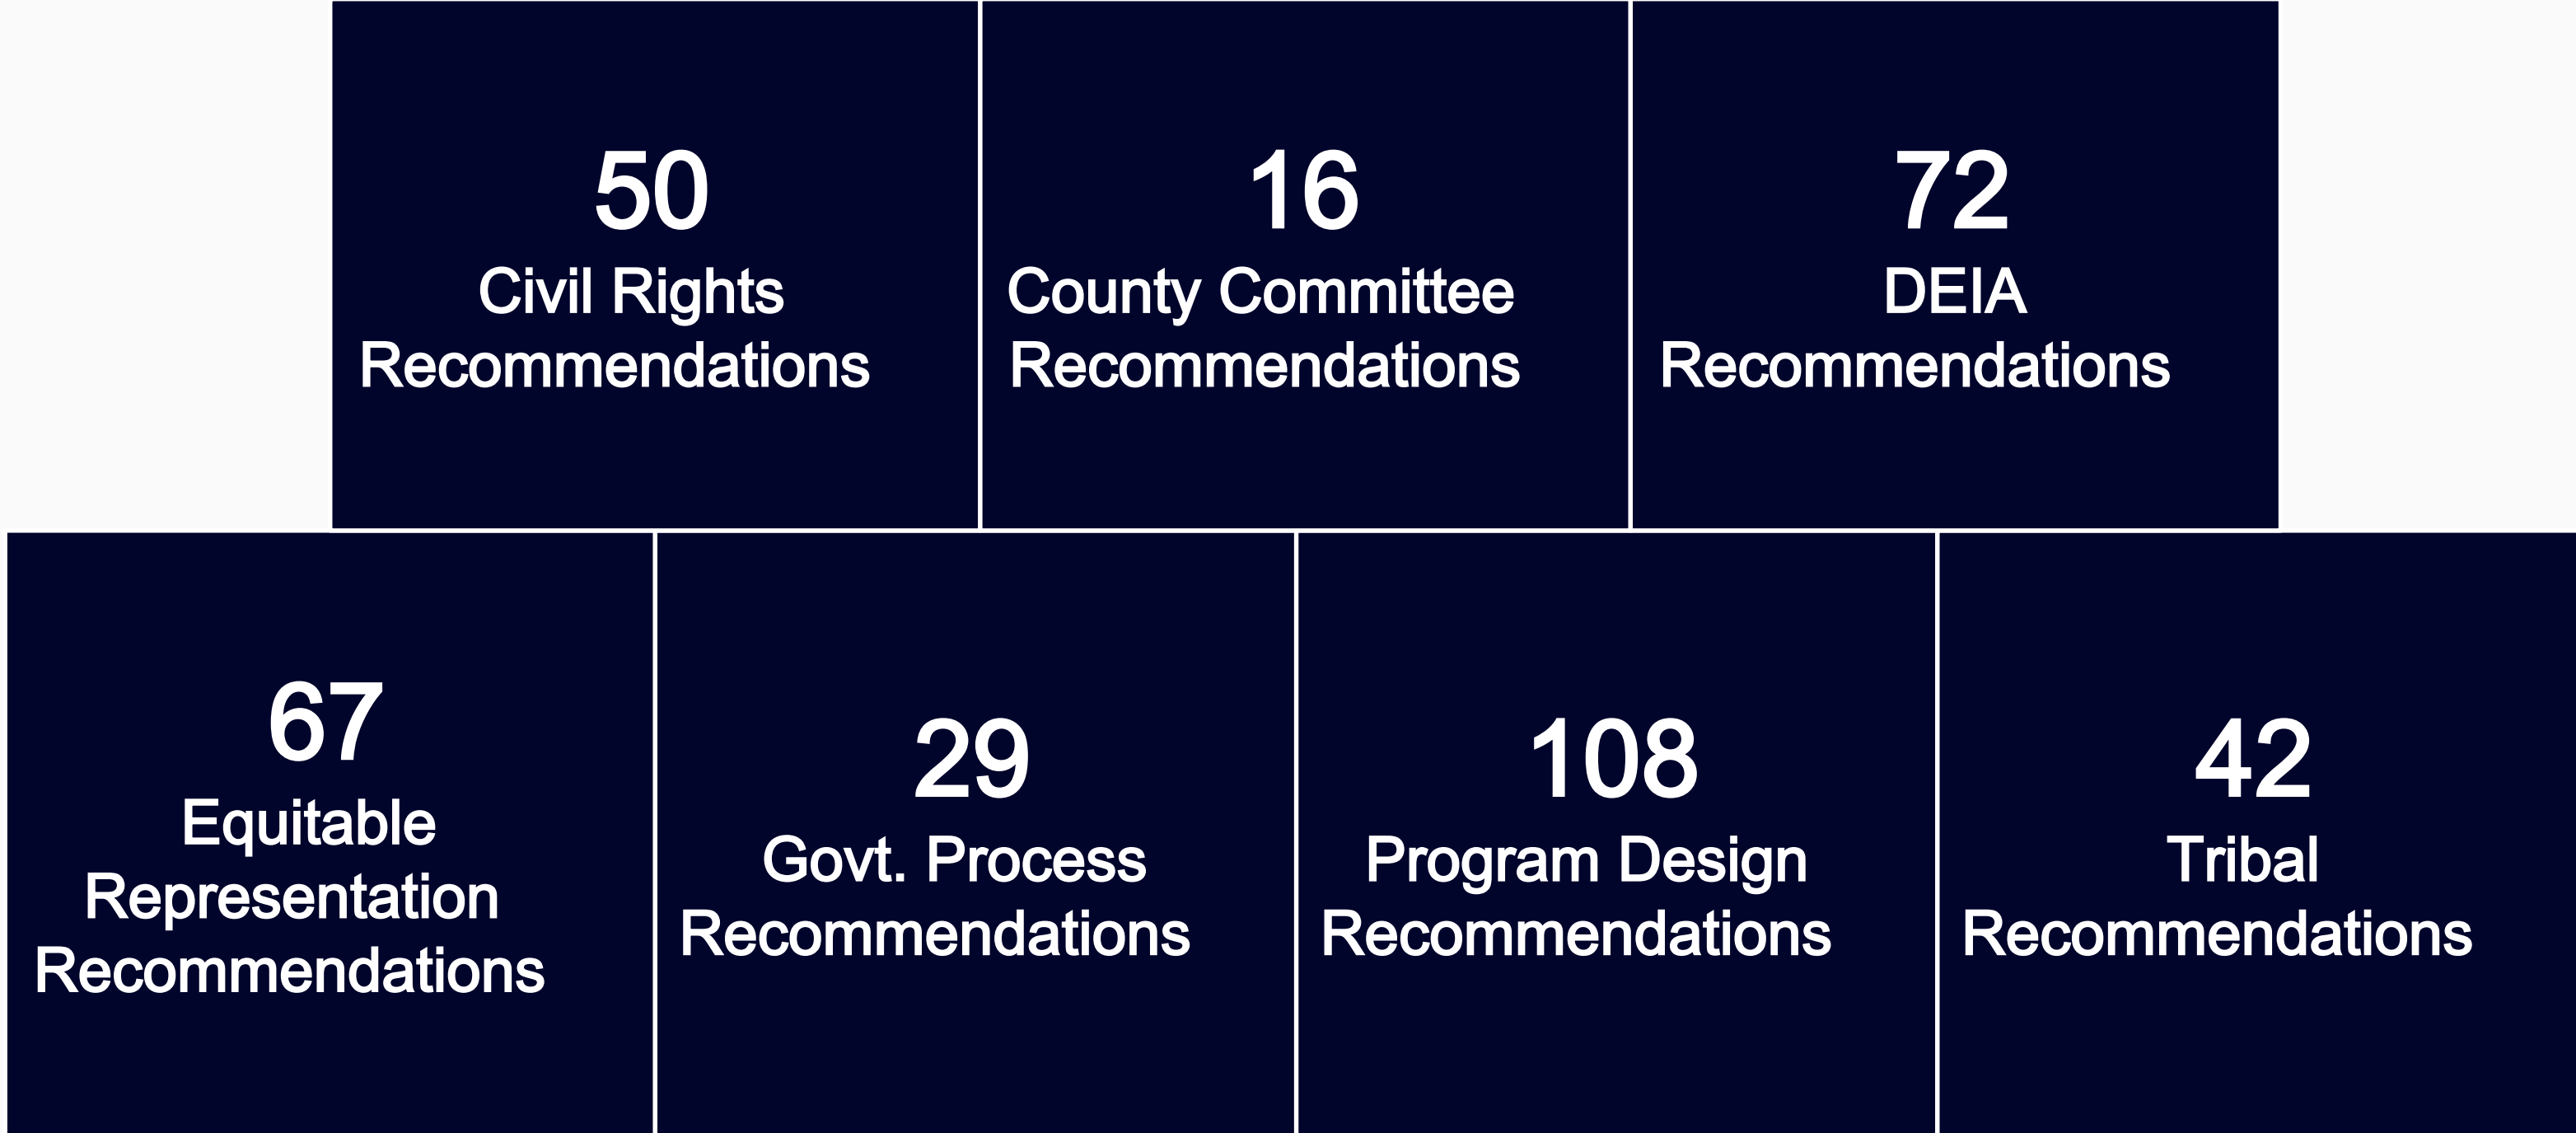 50
Civil Rights
Recommendations
16
County Committee
Recommendations
72
DEIA
Recommendations
67
Equitable
Representation
Recommendations
29
Govt. Process
Recommendations
108
Program Design
Recommendations
42
Tribal
Recommendations